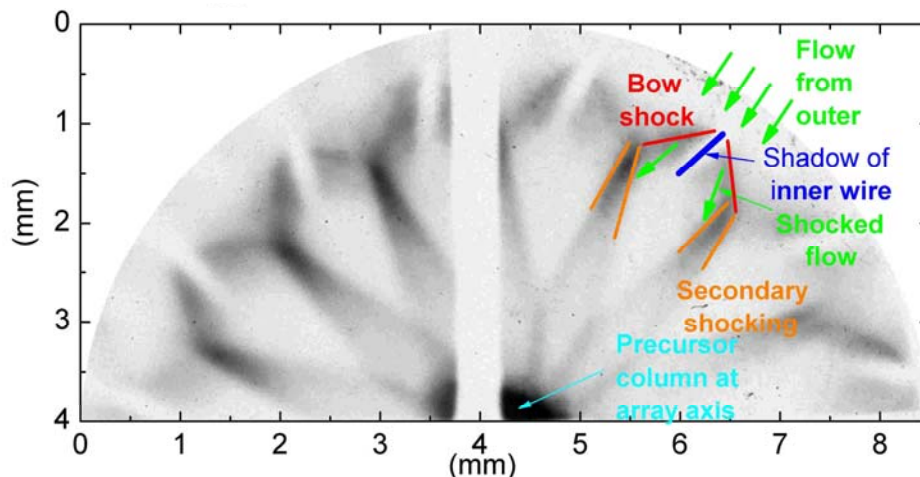 0
1
2
3
4
(mm)
Flow
from
outer
Bow
shock
Shadow of
inner wire
Shocked
flow
Secondary
shocking
Precursor
column at
array axis
0 1 2 3 4 5 6 7 8
(mm)